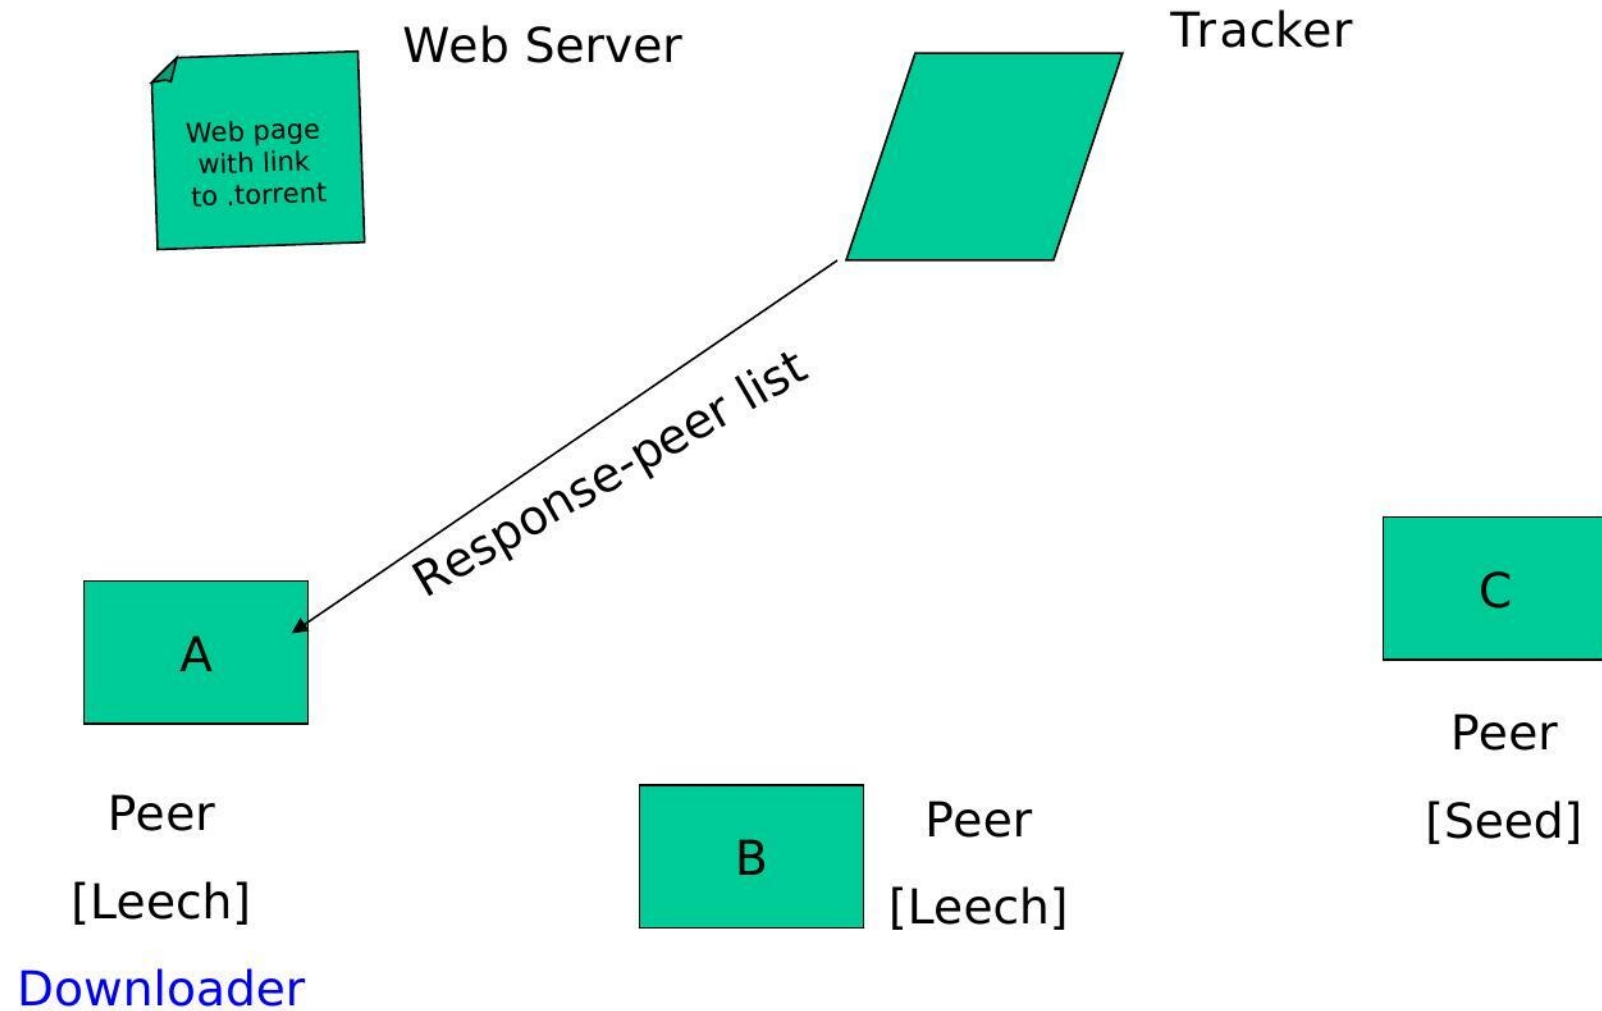 Web Server
Tracker
Web page
with link
to .torrent
Response-peer list
A
C
Peer
[Seed]
Peer
[Leech]
Downloader
B
Peer
[Leech]